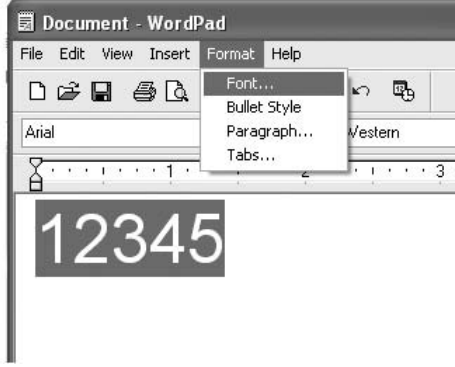 Document - WordPad
File Edit View Insert Format Help
Font...
Bullet Style
Arial Paragraph... Western
Tabs...
1 2 3
12345